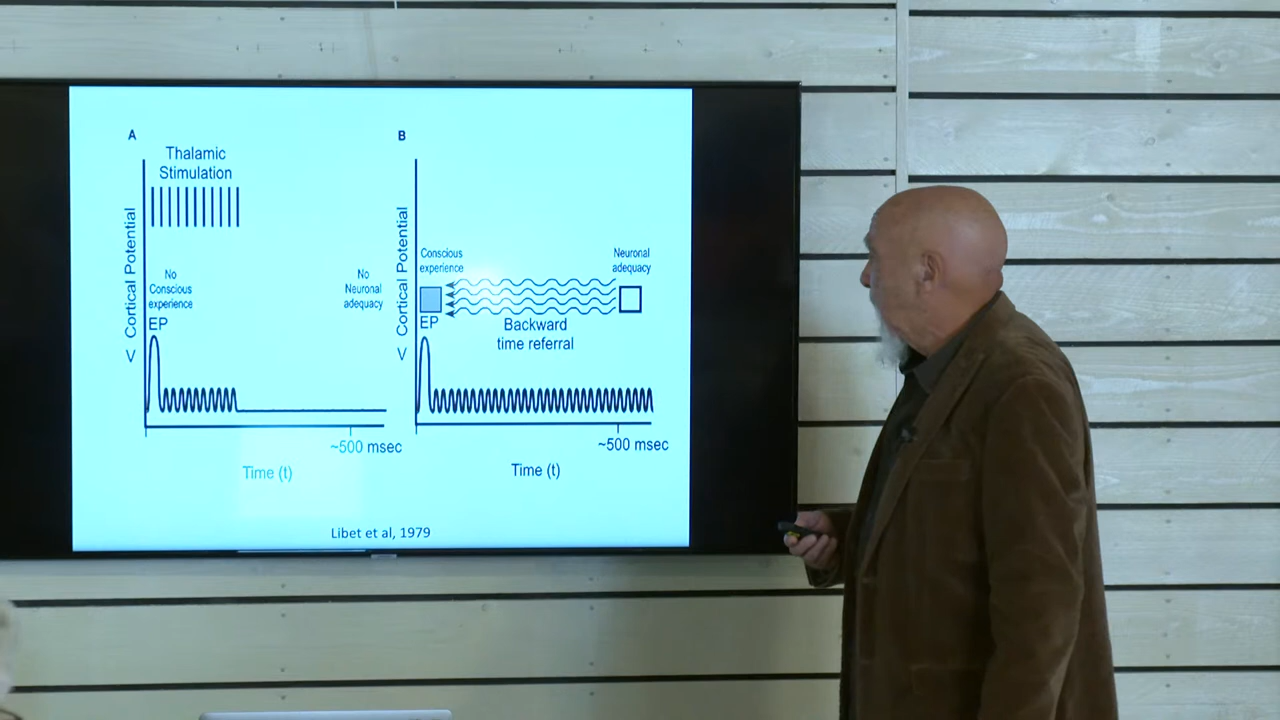 A
Thalamic
Stimulation
< Cortical Potential
No
Conscious
experience
No
Neuronal
adequacy
EP
~500 msec
Time (t)
B
< Cortical Potential
Conscious
experience
Neuronal
adequacy
EP
Backward
time referral
~500 msec
Time (t)
Libet et al, 1979